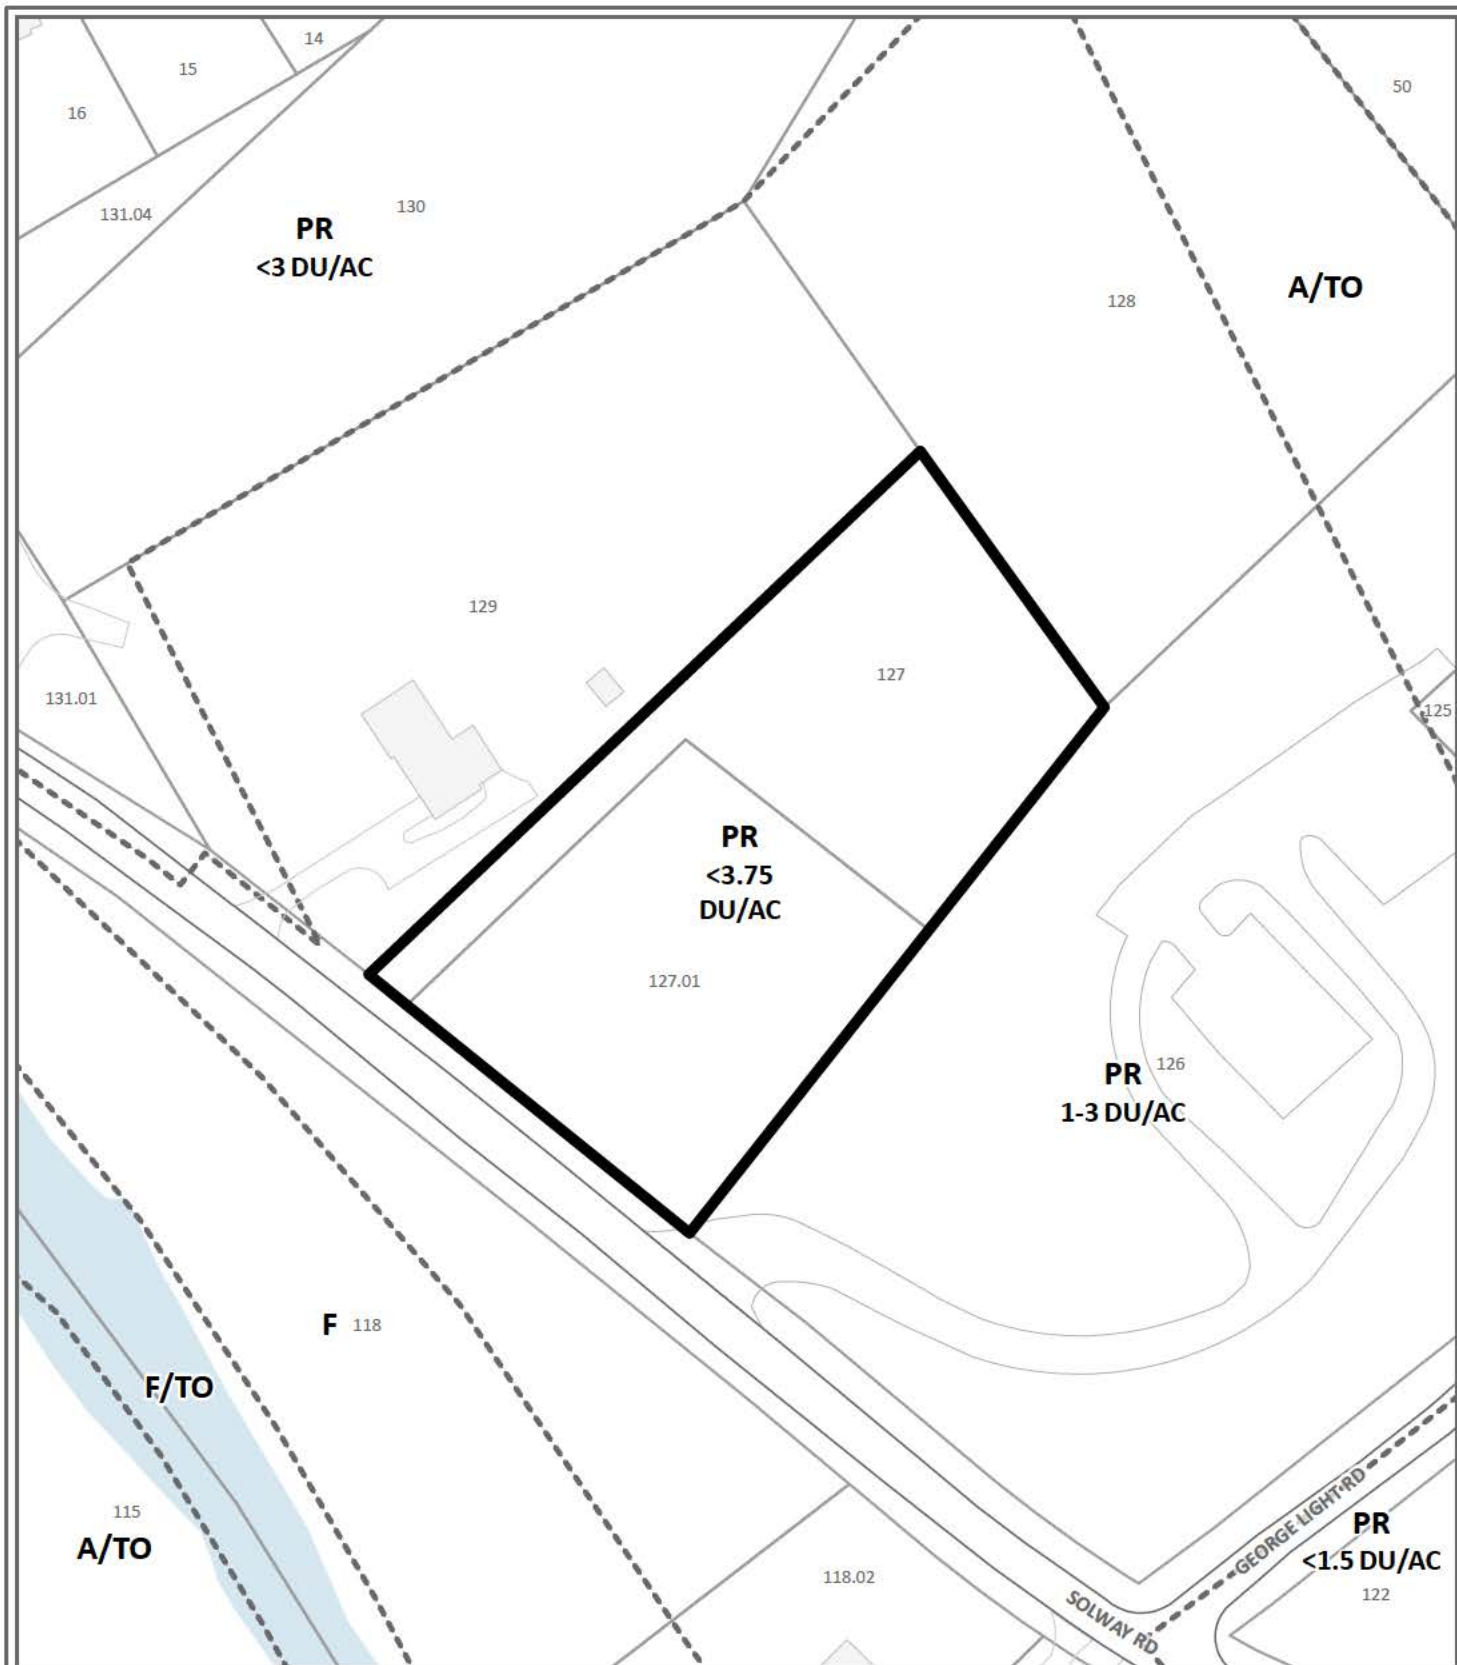 14
15
50
16
130
131.04
PR
<3 DU/AC
A/TO
128
129
127
131.01
125
PR
<3.75
DU/AC
127.01
126
PR
1-3 DU/AC
F 118
F/TO
115
A/TO
GEORGE LIGHT RD
PR
<1.5 DU/AC
118.02
122
SOLWAY RD